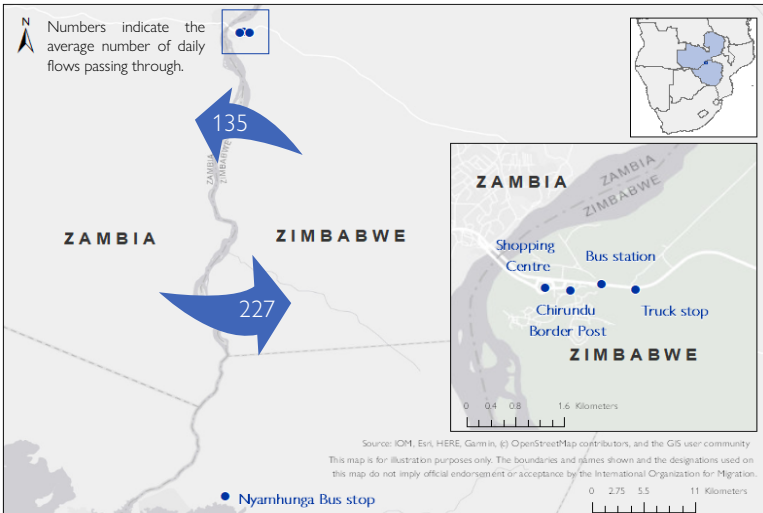 N
Numbers indicate the
average number of daily
flows passing through.
135
ZAMBIA
ZIMBABWE
ZAMBIA
ZIMBABWE
227
ZAMBIA
ZAMBIA
ZIMBABWE
Shopping
Centre
Bus station
Chirundu
Border Post
Truck stop
ZIMBABWE
0 0.4 0.8 1.6 Kilometers
Source: IOM, Esri, HERE, Garmin, (c) OpenStreetMap contributors, and the GIS user community
This map is for illustration purposes only. The boundaries and names shown and the designations used on
this map do not imply official endorsement or acceptance by the International Organization for Migration.
Nyamhunga Bus stop
0 2.75 5.5 11 Kilometers